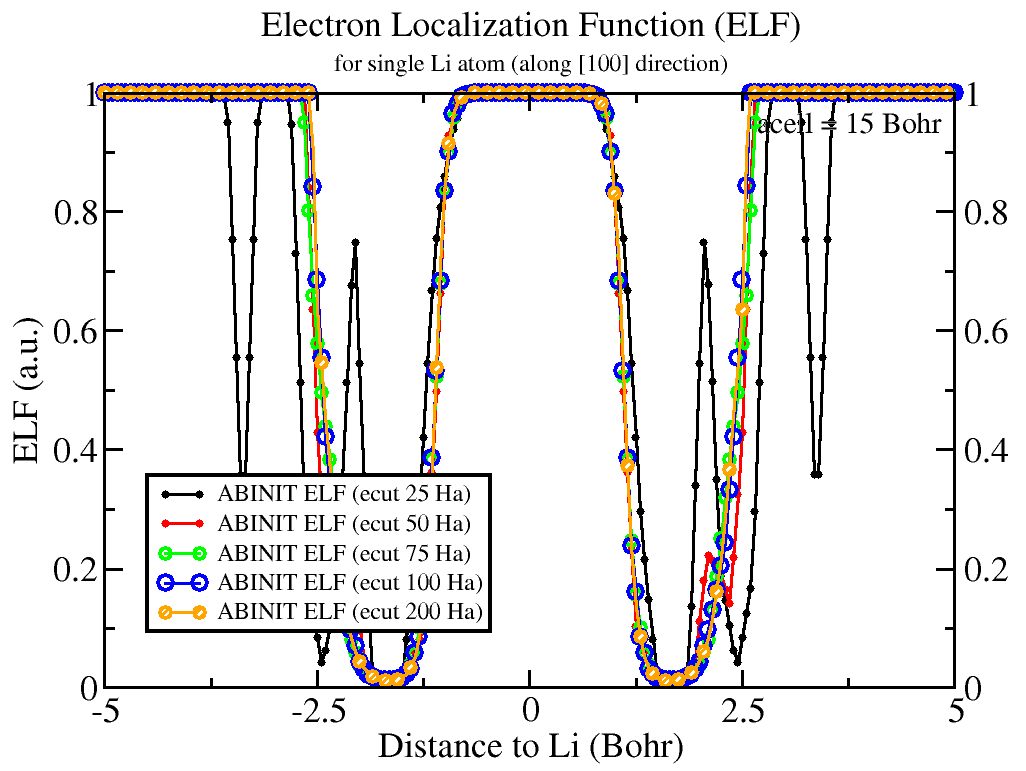 Electron Localization Function (ELF)
for single Li atom (along [100] direction)
1
1
acell = 15 Bohr
0.8
0.8
0.6
0.6
ELF (a.u.)
0.4
0.4
ABINIT ELF (ecut 25 Ha)
ABINIT ELF (ecut 50 Ha)
ABINIT ELF (ecut 75 Ha)
ABINIT ELF (ecut 100 Ha)
ABINIT ELF (ecut 200 Ha)
0.2
0.2
0
0
-5
-2.5
0
2.5
5
Distance to Li (Bohr)